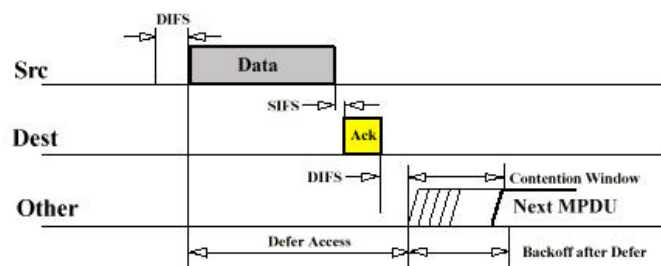 DIFS
Src
Data
SIFS
Dest
Ack
DIFS
Contention Window
Other
Next MPDU
Defer Access
Backoff after Defer